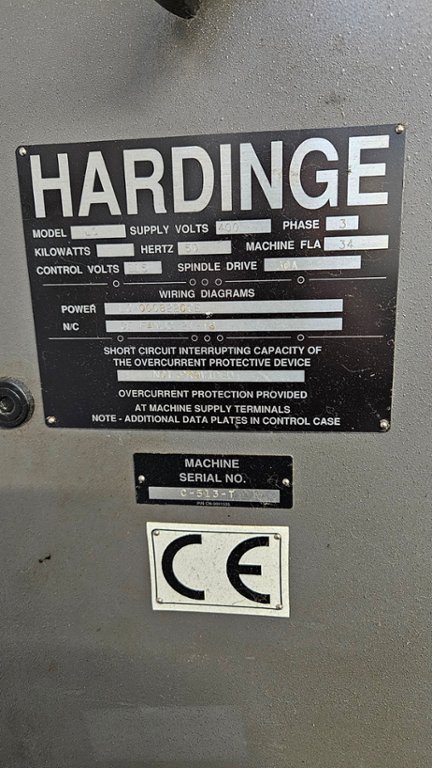 HARDINGE
MODEL SUPPLY VOLTS 400 PHASE 3
KILOWATTS HERTZ 50 MACHINE FLA 34
CONTROL VOLTS SPINDLE DRIVE
WIRING DIAGRAMS
POWER
N/C
SHORT CIRCUIT INTERRUPTING CAPACITY OF
THE OVERCURRENT PROTECTIVE DEVICE
OVERCURRENT PROTECTION PROVIDED
AT MACHINE SUPPLY TERMINALS
NOTE - ADDITIONAL DATA PLATES IN CONTROL CASE
MACHINE
SERIAL NO.
C-513-T
CE